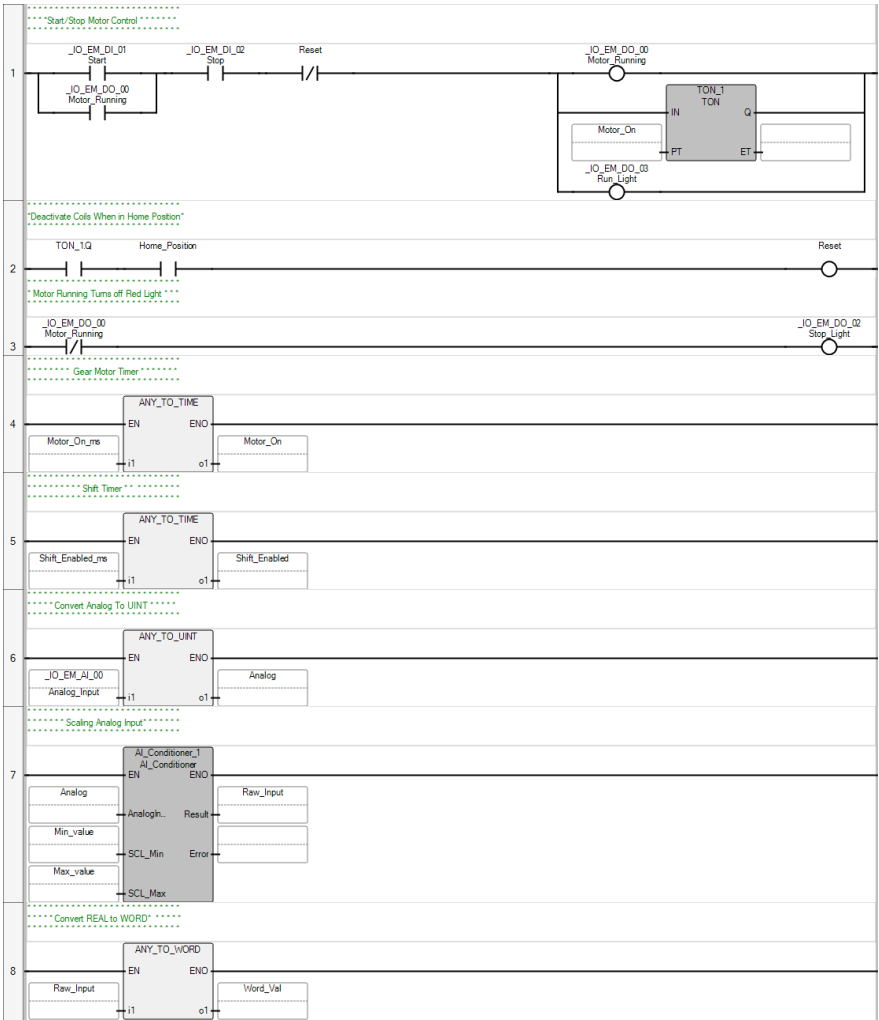 ****Start/Stop Motor Control *******
_IO_EM_DI_01
Start
_IO_EM_DI_02
Stop
Reset
_IO_EM_DO_00
Motor_Running
1
_IO_EM_DO_00
Motor_Running
TON_1
TON
IN
Q
Motor_On
PT
ET
_IO_EM_DO_03
Run_Light
"Deactivate Coils When in Home Position"
TON_1.Q
Home_Position
Reset
2
* Motor Running Turns off Red Light ***
_IO_EM_DO_00
Motor_Running
_IO_EM_DO_02
Stop_Light
3
******** Gear Motor Timer *******
ANY_TO_TIME
4
EN
ENO
Motor_On_ms
Motor_On
i1
o1
********** Shift Timer ** *******
ANY_TO_TIME
5
EN
ENO
Shift_Enabled_ms
Shift_Enabled
i1
o1
*****Convert Analog To UINT *****
ANY_TO_UINT
6
EN
ENO
_IO_EM_AI_00
Analog_Input
Analog
i1
o1
******* Scaling Analog Input* ******
AI_Conditioner_1
AI_Conditioner
7
EN
ENO
Analog
Raw_Input
AnalogIn..
Result
Min_value
SCL_Min
Error
Max_value
SCL_Max
*****Convert REAL to WORD* *****
ANY_TO_WORD
8
EN
ENO
Raw_Input
Word_Val
i1
o1